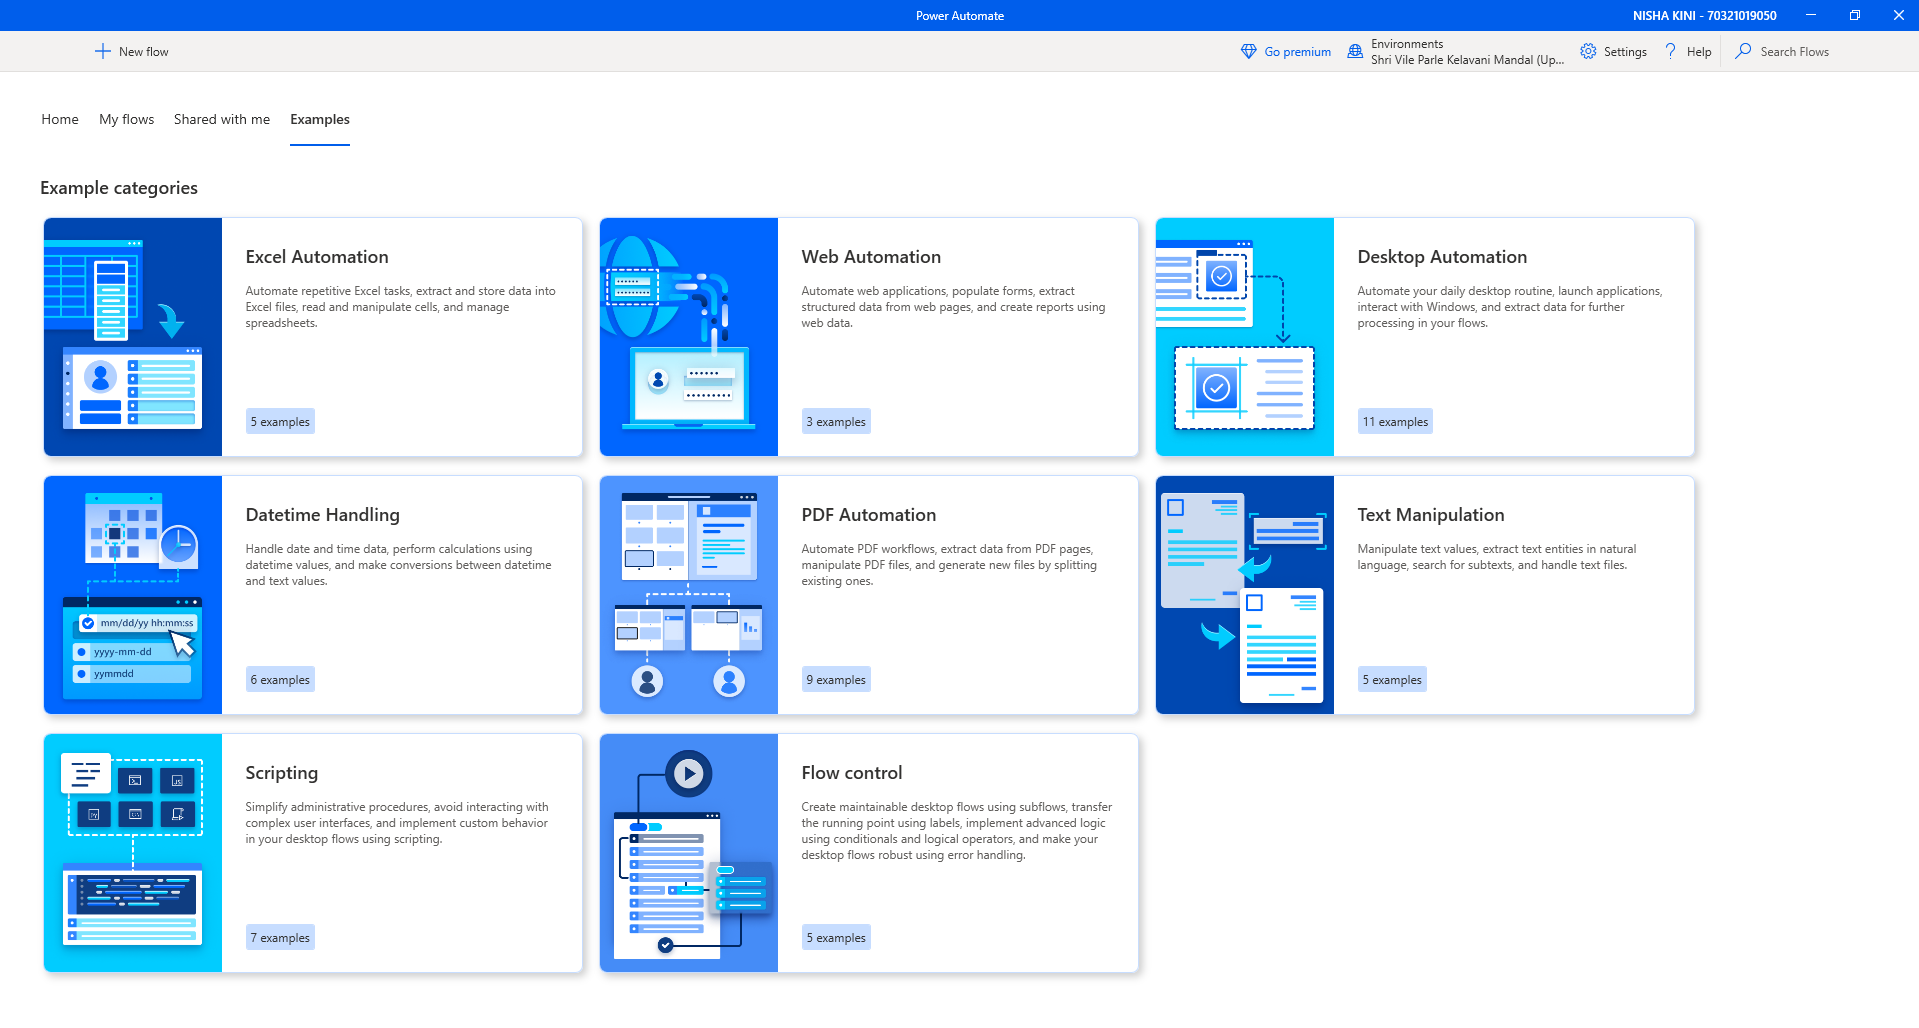 Power Automate
NISHA KINI - 70321019050
New flow
Go premium
Environments
Shri Vile Parle Kelavani Mandal (Up...
Settings
Help
Search Flows
Home
My flows
Shared with me
Examples
Example categories
Excel Automation
Automate repetitive Excel tasks, extract and store data into
Excel files, read and manipulate cells, and manage
spreadsheets.
5 examples
Web Automation
Automate web applications, populate forms, extract
structured data from web pages, and create reports using
web data.
3 examples
Desktop Automation
Automate your daily desktop routine, launch applications,
interact with Windows, and extract data for further
processing in your flows.
11 examples
mm/dd/yy hh:mm:ss
yyyy-mm-dd
yymmdd
Datetime Handling
Handle date and time data, perform calculations using
datetime values, and make conversions between datetime
and text values.
6 examples
PDF Automation
Automate PDF workflows, extract data from PDF pages,
manipulate PDF files, and generate new files by splitting
existing ones.
9 examples
Text Manipulation
Manipulate text values, extract text entities in natural
language, search for subtexts, and handle text files.
5 examples
Scripting
Simplify administrative procedures, avoid interacting with
complex user interfaces, and implement custom behavior
in your desktop flows using scripting.
7 examples
Flow control
Create maintainable desktop flows using subflows, transfer
the running point using labels, implement advanced logic
using conditionals and logical operators, and make your
desktop flows robust using error handling.
5 examples